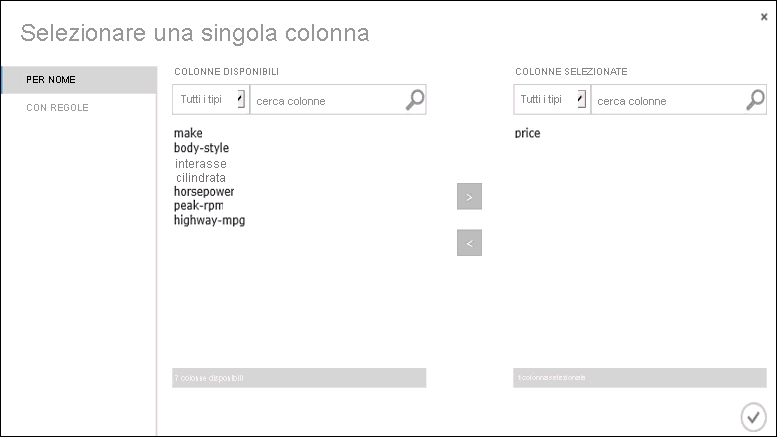 x
Selezionare una singola colonna
PER NOME
CON REGOLE
COLONNE DISPONIBILI
Tutti i tipi
cerca colonne
make
body-style
interasse
cilindrata
horsepower
peak-rpm
highway-mpg
7 colonne disponibili
>
<
COLONNE SELEZIONATE
Tutti i tipi
cerca colonne
price
colonna selezionata